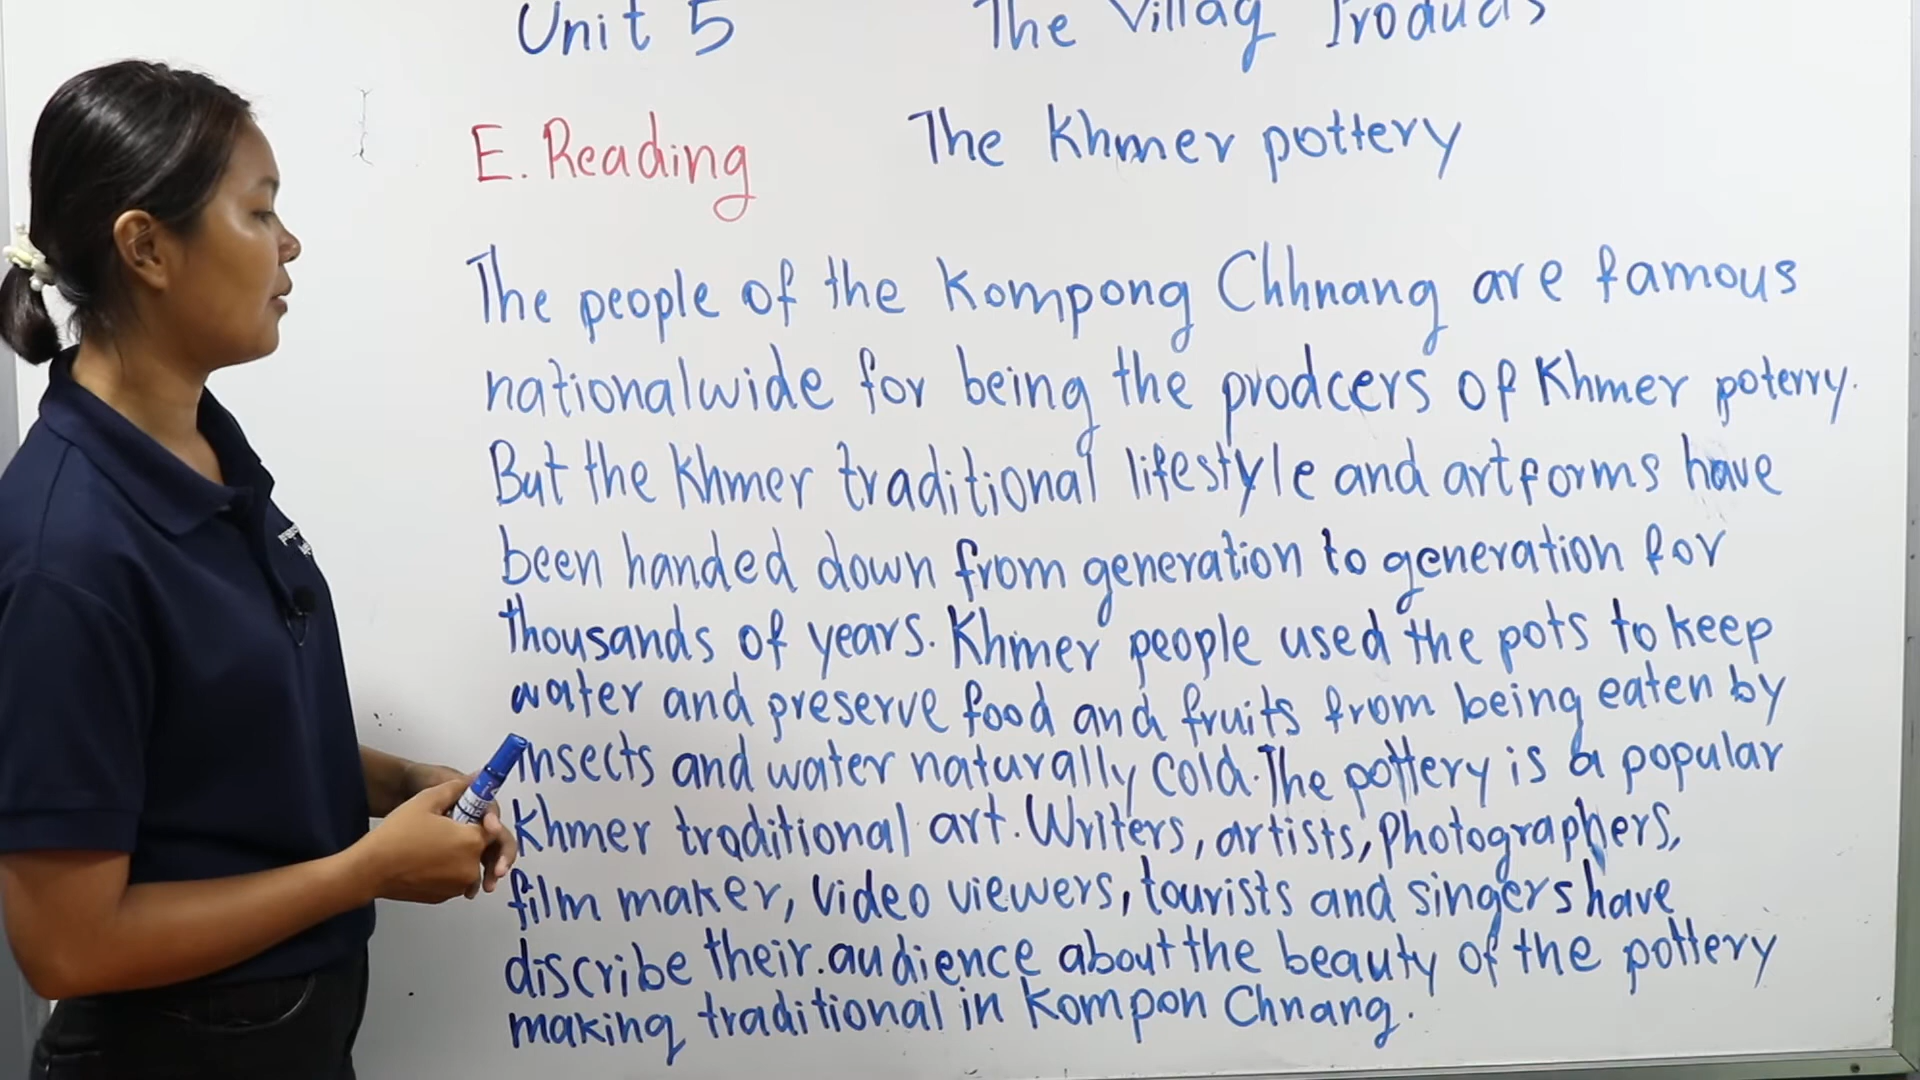 Unit 5 The Villag Products
E. Reading The Khmer pottery
The people of the Kompong Chhnang are famous
nationalwide for being the prodcers of Khmer poterry.
But the Khmer traditional lifestyle and artforms have
been handed down from generation to generation for
thousands of years. Khmer people used the pots to keep
water and preserve food and fruits from being eaten by
insects and water naturally cold. The pottery is a popular
Khmer traditional art. Writers, artists, photographers,
film maker, video viewers, tourists and singers have
discribe their.audience about the beauty of the pottery
making traditional in Kompon Chnang.